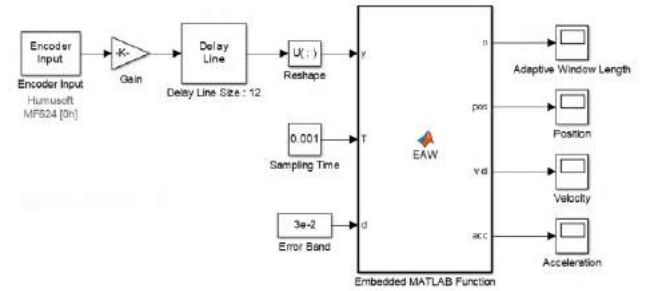 Encoder
Input
Encoder Input
Humusoft
MF624 [0h]
-K-
Gain
Delay
Line
Delay Line Size : 12
U( : )
Reshape
0.001
Sampling Time
3e-2
Error Band
y
T
d
EAW
n
pos
vel
acc
Embedded MATLAB Function
Adaptive Window Length
Position
Velocity
Acceleration